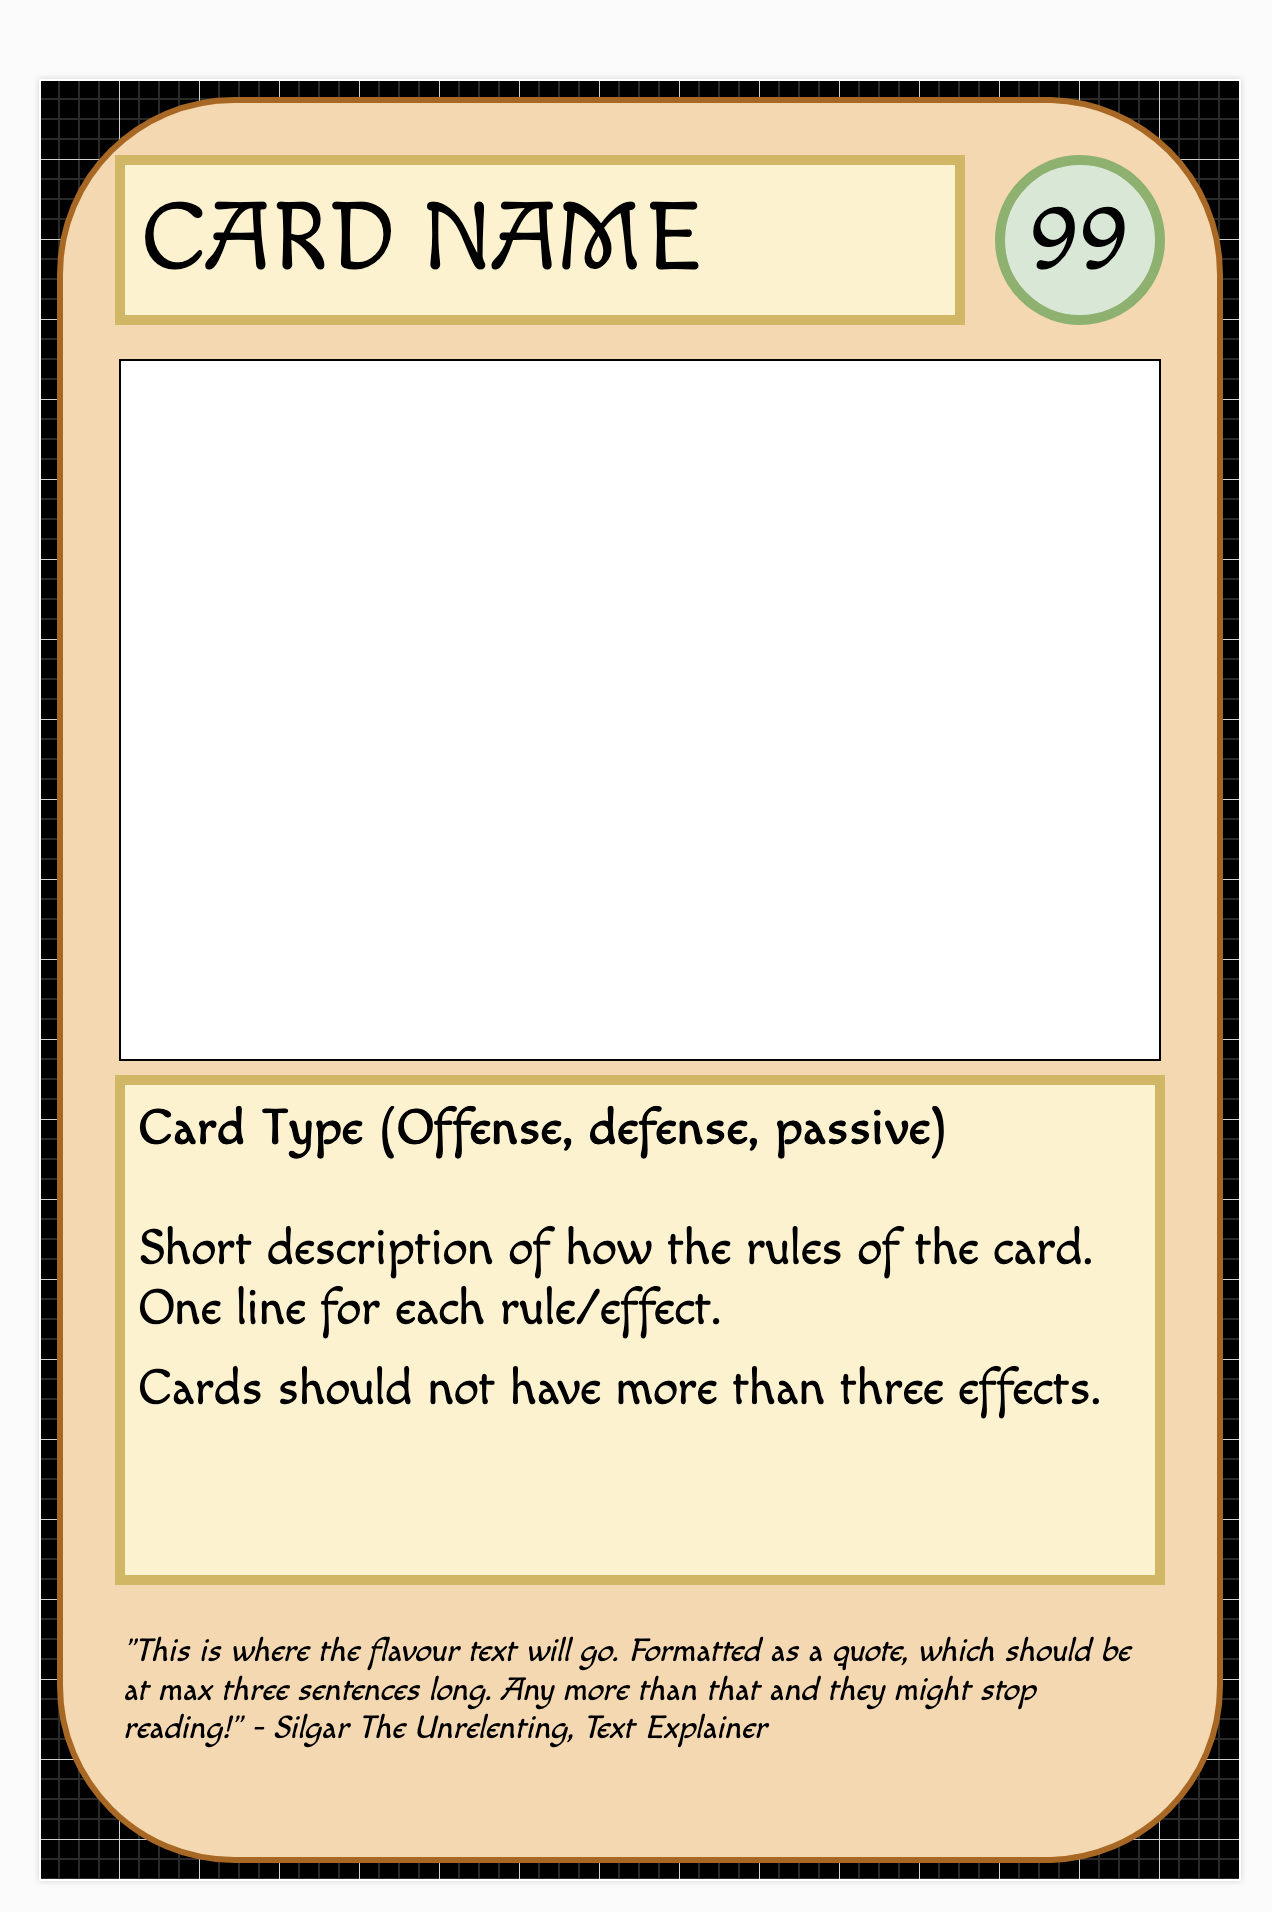 CARD NAME
99
Card Type (Offense, defense, passive)
Short description of how the rules of the card.
One line for each rule/effect.
Cards should not have more than three effects.
"This is where the flavour text will go. Formatted as a quote, which should be
at max three sentences long. Any more than that and they might stop
reading!" - Silgar The Unrelenting, Text Explainer